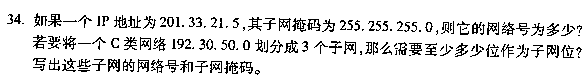 34. 如果一个 IP 地址为 201.33.21.5,其子网掩码为 255.255.255.0,则它的网络号为多少?
若要将一个 C 类网络 192.30.50.0 划分成 3 个子网,那么需要至少多少位作为子网位?
写出这些子网的网络号和子网掩码。